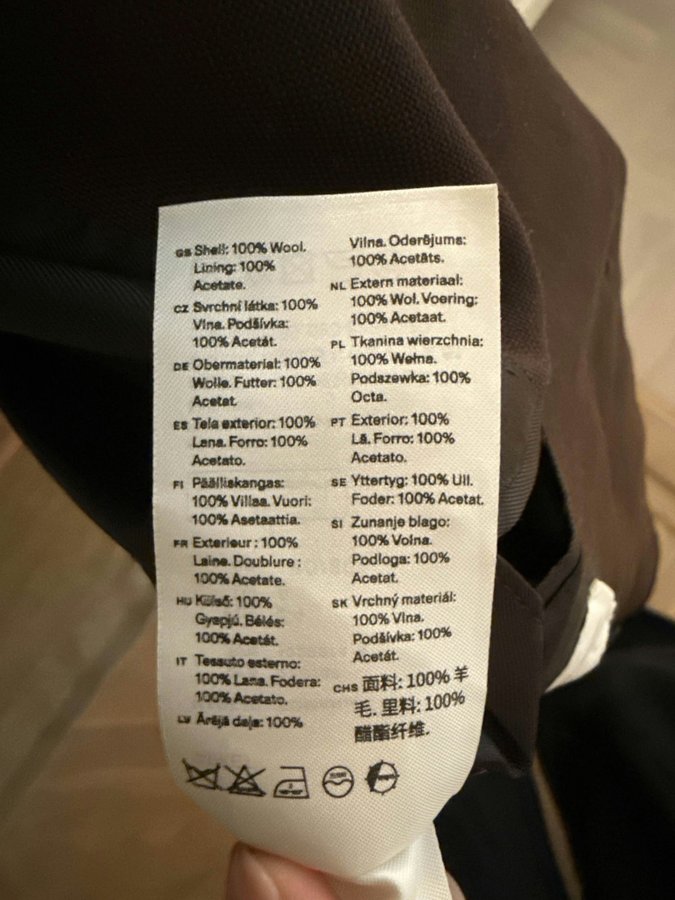 GB Shell: 100% Wool.
Lining: 100%
Acetate.
CZ Svrchní látka: 100%
Vlna. Podšívka:
100% Acetát.
DE Obermaterial: 100%
Wolle. Futter: 100%
Acetat.
ES Tela exterior: 100%
Lana. Forro: 100%
Acetato.
FI Päälliskangas:
100% Villaa. Vuori:
100% Asetaattia.
FR Exterieur : 100%
Laine. Doublure :
100% Acetate.
HU Külső: 100%
Gyapjú. Bélés:
100% Acetát.
IT Tessuto esterno:
100% Lana. Fodera:
100% Acetato.
LV Ārējā daļa: 100%
Vilna. Oderējums:
100% Acetāts.
NL Extern materiaal:
100% Wol. Voering:
100% Acetaat.
PL Tkanina wierzchnia:
100% Wełna.
Podszewka: 100%
Octa.
PT Exterior: 100%
Lã. Forro: 100%
Acetato.
SE Yttertyg: 100% Ull.
Foder: 100% Acetat.
SI Zunanje blago:
100% Volna.
Podloga: 100%
Acetat.
SK Vrchný materiál:
100% Vlna.
Podšívka: 100%
Acetát.
CHS 面料: 100% 羊
毛. 里料: 100%
醋酯纤维.